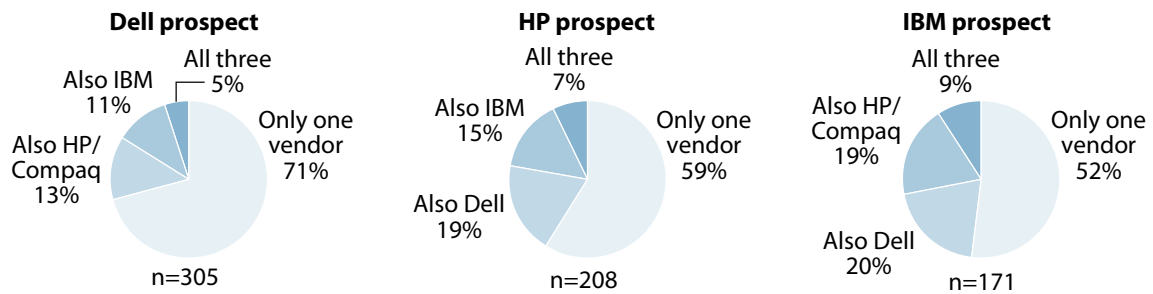 Dell prospect
All three
5%
Also IBM
11%
Also HP/
Compaq
13%
Only one
vendor
71%
n=305
HP prospect
All three
7%
Also IBM
15%
Also Dell
19%
Only one
vendor
59%
n=208
IBM prospect
All three
9%
Also HP/
Compaq
19%
Also Dell
20%
Only one
vendor
52%
n=171